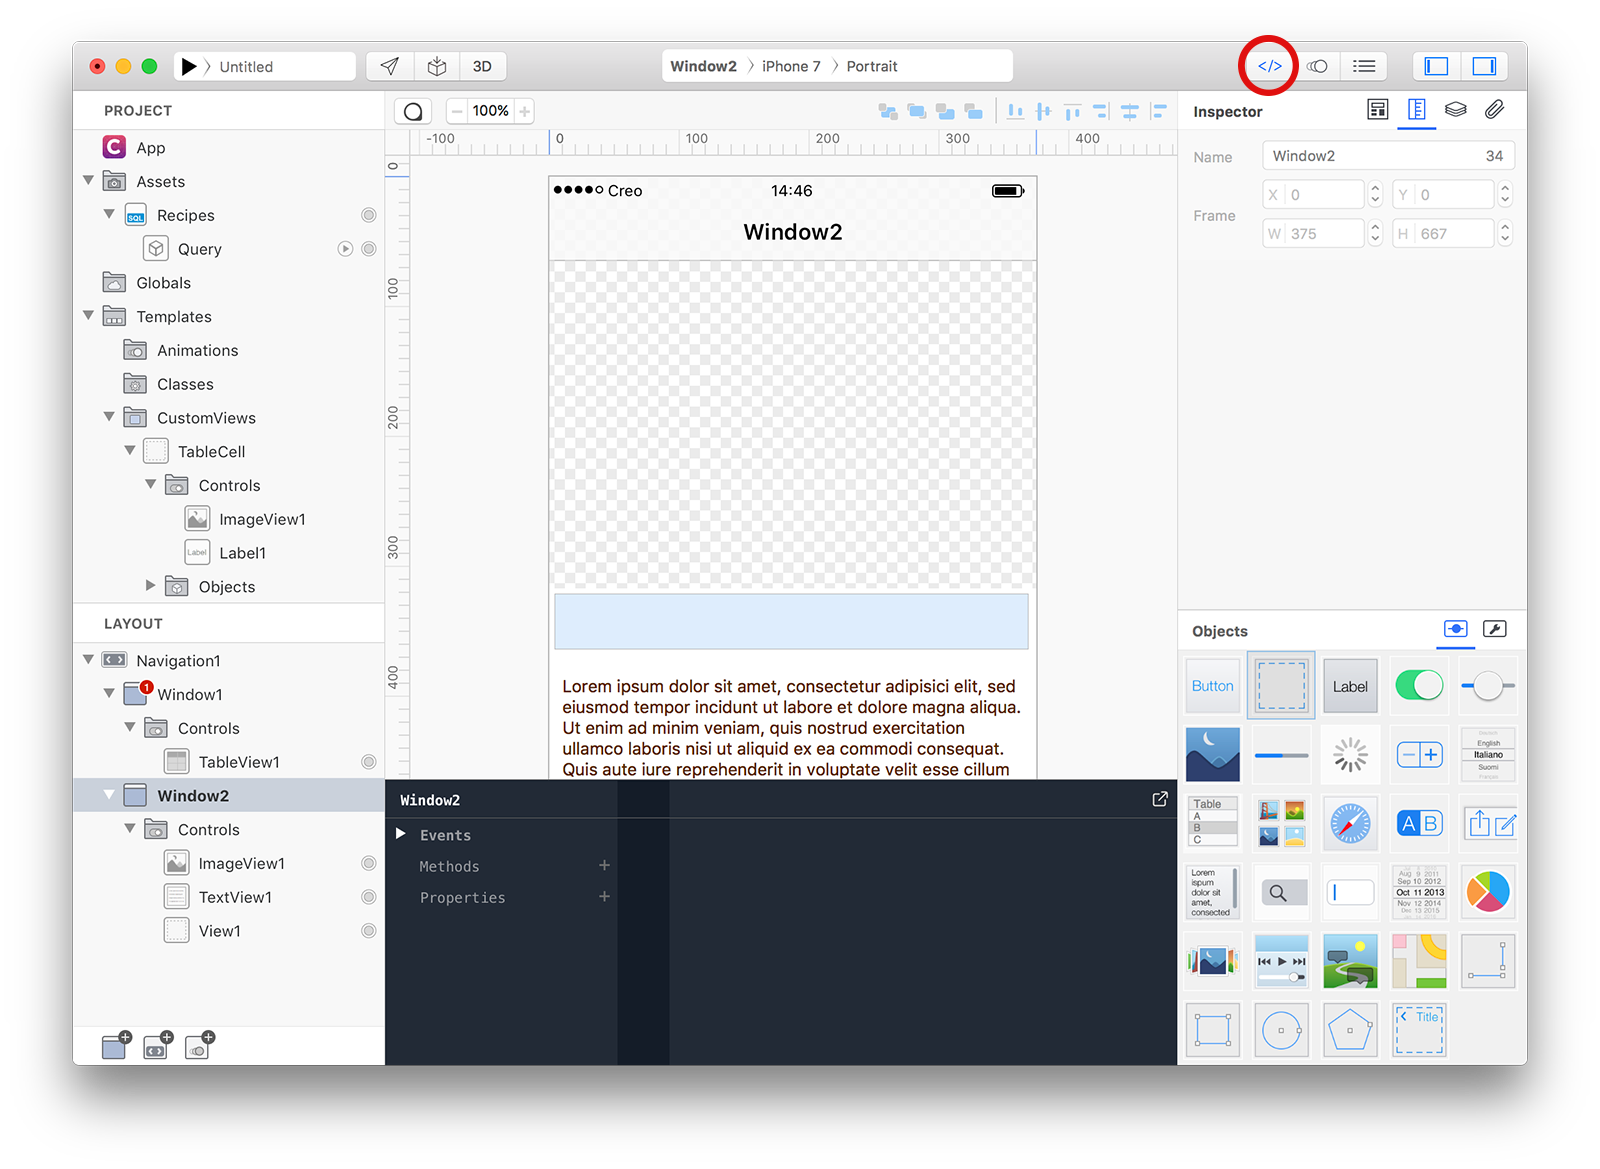 Untitled
3D
Window2 iPhone 7 Portrait
</>
PROJECT
App
Assets
SQL Recipes
Query
Globals
Templates
Animations
Classes
CustomViews
TableCell
Controls
ImageView1
Label Label1
Objects
LAYOUT
Navigation1
1 Window1
Controls
TableView1
Window2
Controls
ImageView1
TextView1
View1
− 100% +
-100 0 100 200 300 400
0
100
200
300
400
Creo 14:46
Window2
Lorem ipsum dolor sit amet, consectetur adipisici elit, sed
eiusmod tempor incidunt ut labore et dolore magna aliqua.
Ut enim ad minim veniam, quis nostrud exercitation
ullamco laboris nisi ut aliquid ex ea commodi consequat.
Quis aute iure reprehenderit in voluptate velit esse cillum
Window2
Events
Methods +
Properties +
Inspector
Name Window2 34
Frame X 0 Y 0
W 375 H 667
Objects
Button
Label
English
Italiano
Suomi
Table
A
B
C
A B
Lorem
ispum
dolor sit
amet,
consected
Aug 9 2011
Sep 10 2012
Oct 11 2013
Nov 12 2014
Dec 13 2015
Title